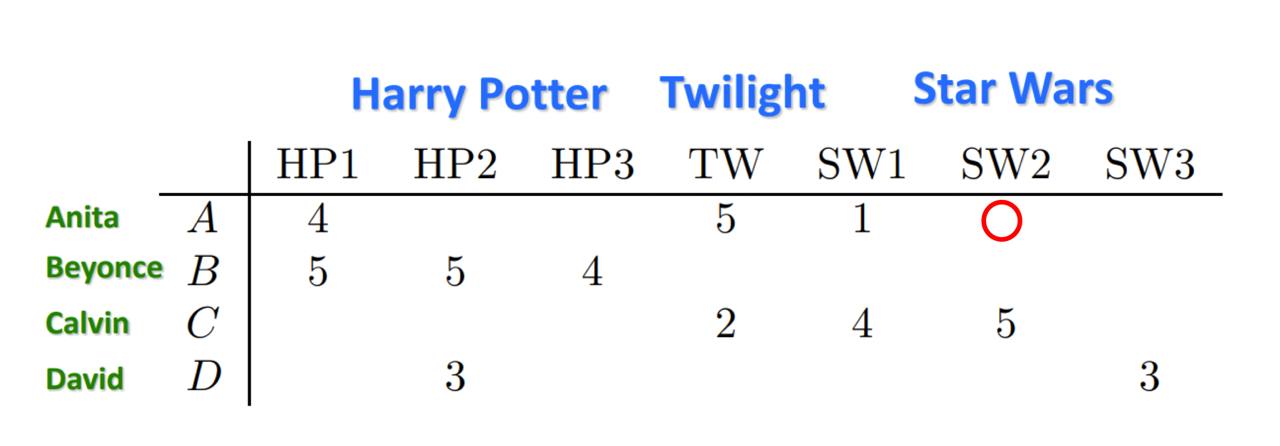 Harry Potter Twilight Star Wars
HP1 HP2 HP3 TW SW1 SW2 SW3
Anita A 4 5 1
Beyonce B 5 5 4
Calvin C 2 4 5
David D 3 3